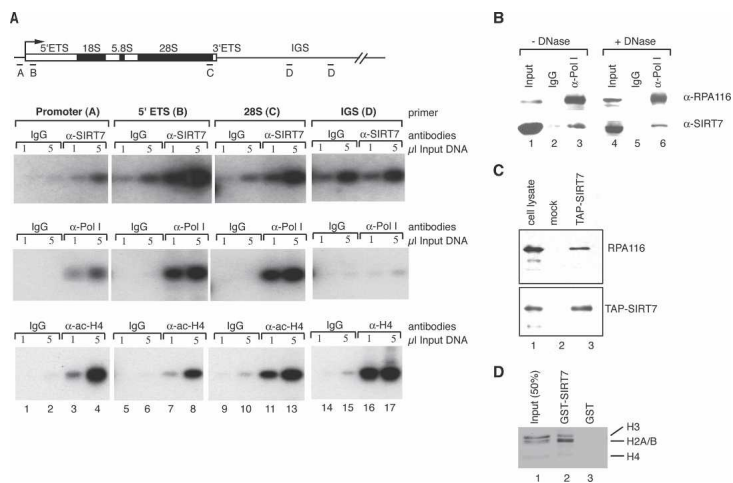 A
5'ETS 18S 5.8S 28S 3'ETS IGS
A B C D D
Promoter (A) 5' ETS (B) 28S (C) IGS (D) primer
IgG α-SIRT7 IgG α-SIRT7 IgG α-SIRT7 IgG α-SIRT7 antibodies
1 5 1 5 1 5 1 5 1 5 1 5 1 5 1 5 µl Input DNA
IgG α-Pol I IgG α-Pol I IgG α-Pol I IgG α-Pol I antibodies
1 5 1 5 1 5 1 5 1 5 1 5 1 5 1 5 µl Input DNA
IgG α-ac-H4 IgG α-ac-H4 IgG α-ac-H4 IgG α-H4 antibodies
1 5 1 5 1 5 1 5 1 5 1 5 1 5 1 5 µl Input DNA
1 2 3 4 5 6 7 8 9 10 11 13 14 15 16 17
B
- DNase + DNase
Input IgG α-Pol I Input IgG α-Pol I
α-RPA116
α-SIRT7
1 2 3 4 5 6
C
cell lysate mock TAP-SIRT7
RPA116
TAP-SIRT7
1 2 3
D
Input (50%) GST-SIRT7 GST
H3
H2A/B
H4
1 2 3